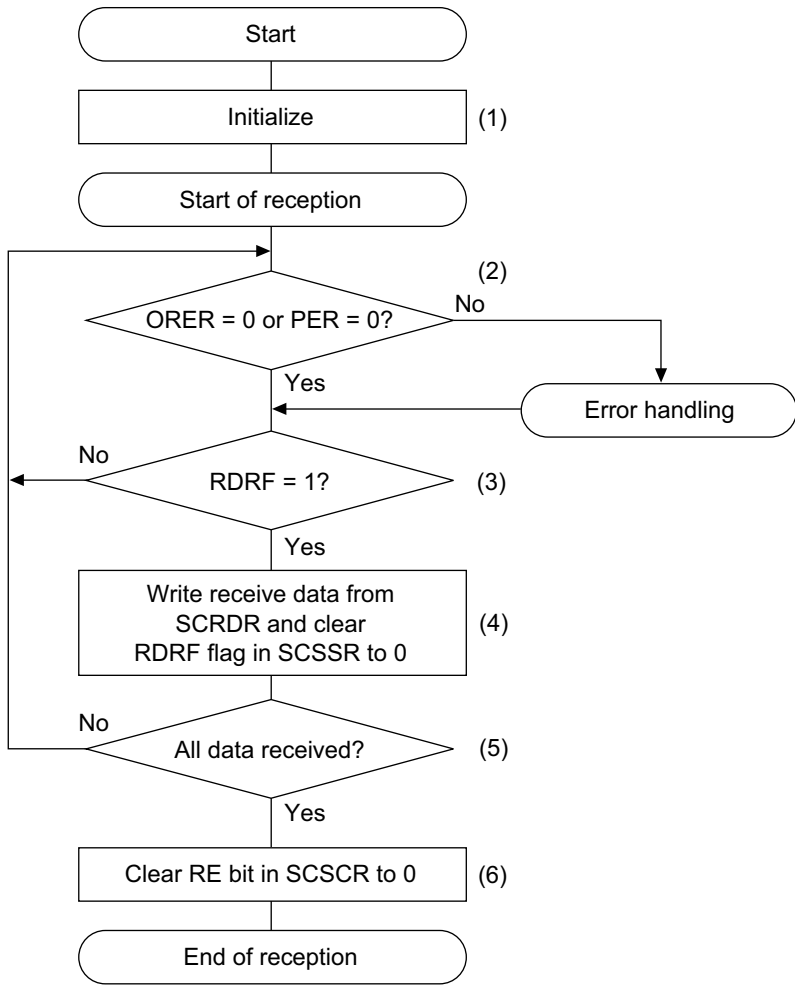 Start
Initialize
(1)
Start of reception
(2)
ORER = 0 or PER = 0?
No
Yes
Error handling
No
RDRF = 1?
(3)
Yes
Write receive data from
SCRDR and clear
RDRF flag in SCSSR to 0
(4)
No
All data received?
(5)
Yes
Clear RE bit in SCSCR to 0
(6)
End of reception